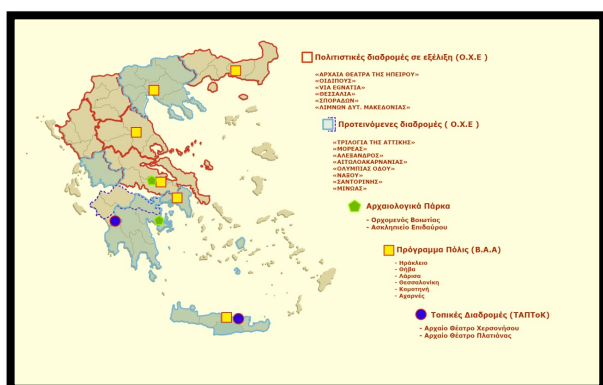 Πολιτιστικές διαδρομές σε εξέλιξη (Ο.Χ.Ε )
«ΑΡΧΑΙΑ ΘΕΑΤΡΑ ΤΗΣ ΗΠΕΙΡΟΥ»
«ΟΙΔΙΠΟΥΣ»
«VIA EGNATIA»
«ΘΕΣΣΑΛΙΑ»
«ΣΠΟΡΑΔΩΝ»
«ΛΙΜΝΩΝ ΔΥΤ. ΜΑΚΕΔΟΝΙΑΣ»
Προτεινόμενες διαδρομές ( Ο.Χ.Ε )
«ΤΡΙΛΟΓΙΑ ΤΗΣ ΑΤΤΙΚΗΣ»
«ΜΟΡΕΑΣ»
«ΑΛΕΞΑΝΔΡΟΣ»
«ΑΙΤΩΛΟΑΚΑΡΝΑΝΙΑΣ»
«ΟΛΥΜΠΙΑΣ ΟΔΟΥ»
«ΝΑΞΟΥ»
«ΣΑΝΤΟΡΙΝΗΣ»
«ΜΙΝΩΑΣ»
Αρχαιολογικά Πάρκα
- Ορχομενός Βοιωτίας
- Ασκληπιείο Επιδαύρου
Πρόγραμμα Πόλις (Β.Α.Α)
- Ηράκλειο
- Θήβα
- Λάρισα
- Θεσσαλονίκη
- Κομοτηνή
- Αχαρνές
Τοπικές Διαδρομές (ΤΑΠΤοΚ)
- Αρχαίο Θέατρο Χερσονήσου
- Αρχαίο Θέατρο Πλατιάνας